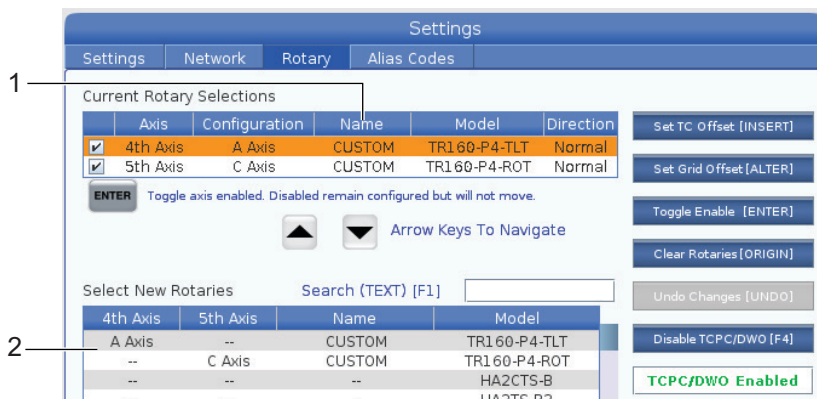 Settings
Settings Network Rotary Alias Codes
1
Current Rotary Selections
Axis Configuration Name Model Direction
4th Axis A Axis CUSTOM TR160-P4-TLT Normal
5th Axis C Axis CUSTOM TR160-P4-ROT Normal
ENTER Toggle axis enabled. Disabled remain configured but will not move.
Arrow Keys To Navigate
Set TC Offset [INSERT]
Set Grid Offset [ALTER]
Toggle Enable [ENTER]
Clear Rotaries [ORIGIN]
Undo Changes [UNDO]
Disable TCPC/DWO [F4]
TCPC/DWO Enabled
Select New Rotaries Search (TEXT) [F1]
4th Axis 5th Axis Name Model
2
A Axis -- CUSTOM TR160-P4-TLT
-- C Axis CUSTOM TR160-P4-ROT
-- -- -- HA2CTS-B